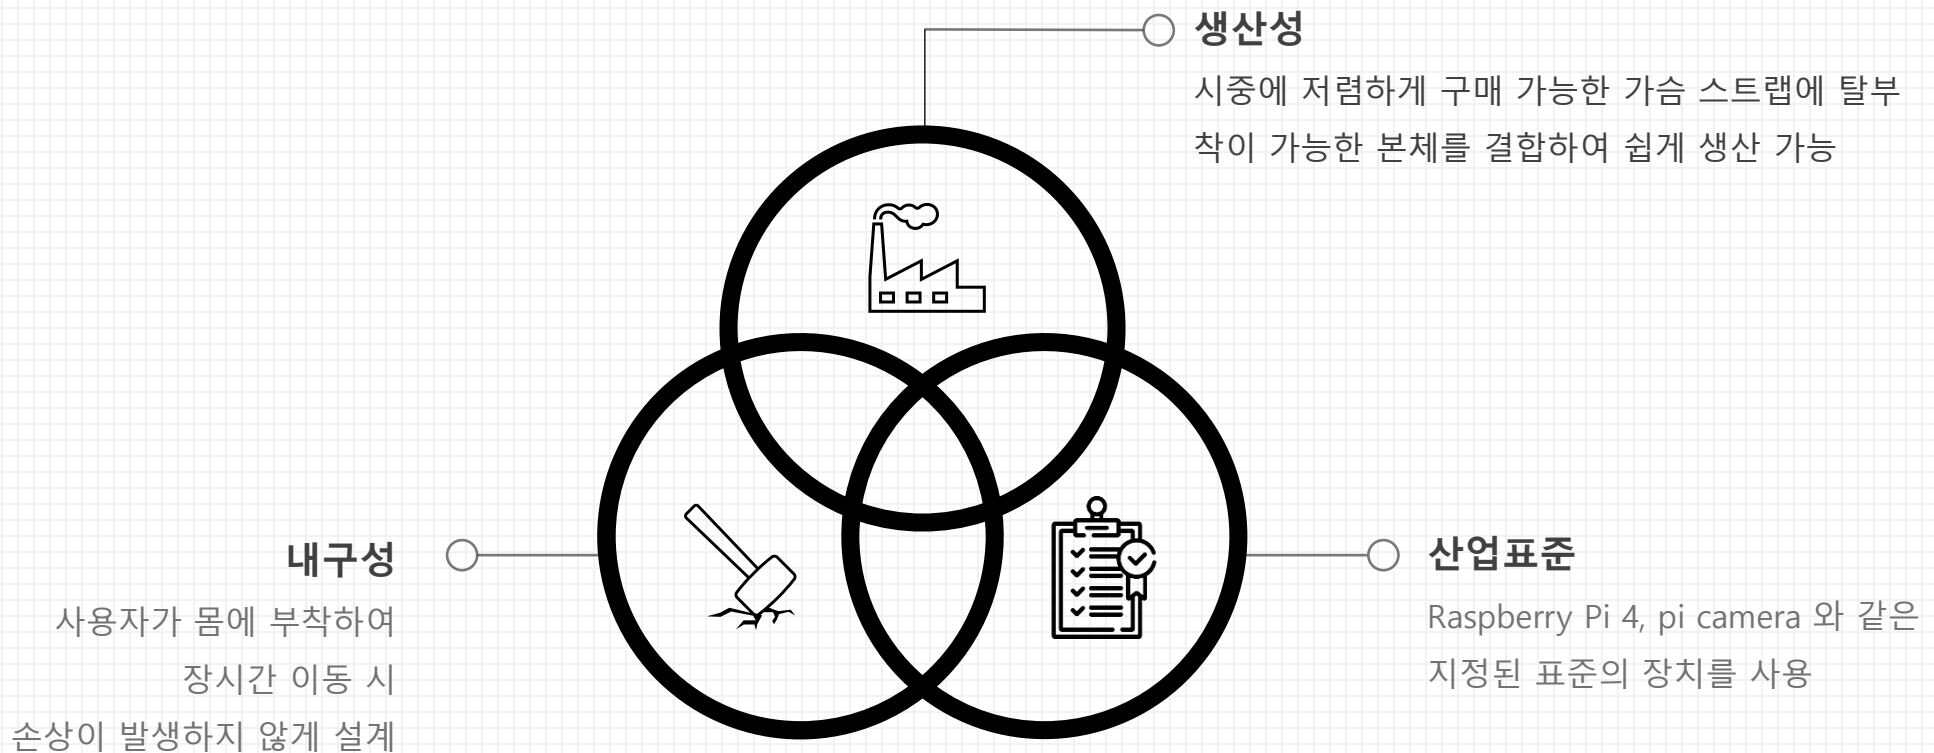 생산성
시중에 저렴하게 구매 가능한 가슴 스트랩에 탈부
착이 가능한 본체를 결합하여 쉽게 생산 가능
내구성
사용자가 몸에 부착하여
장시간 이동 시
손상이 발생하지 않게 설계
산업표준
Raspberry Pi 4, pi camera 와 같은
지정된 표준의 장치를 사용